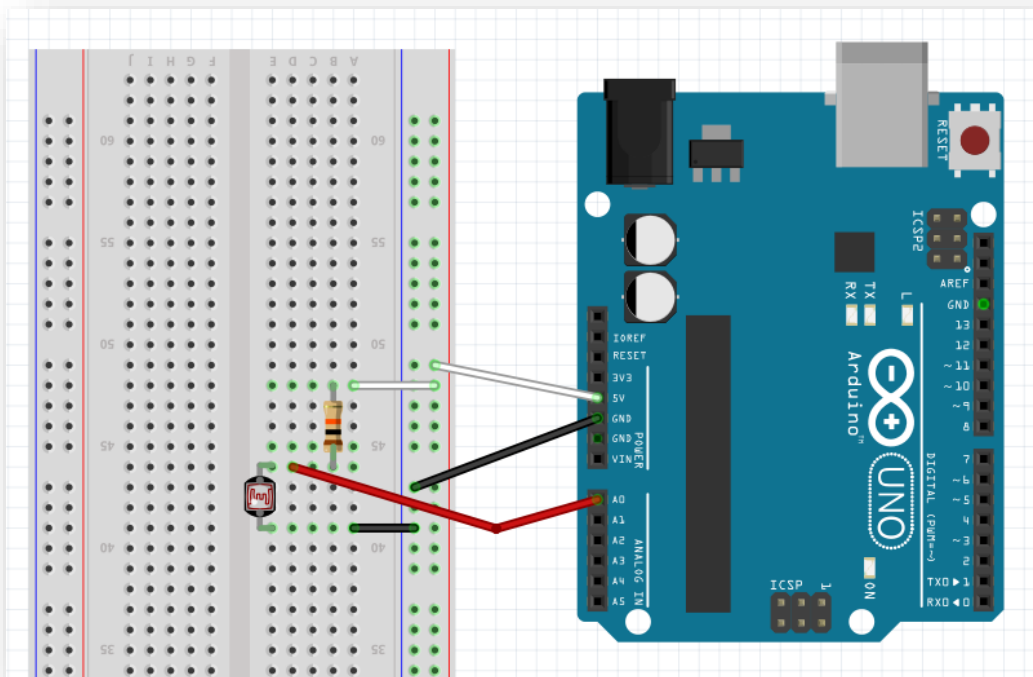 J I H G F E D C B A
60 60
55 55
50 50
45 45
40 40
35 35
RESET
ICSP2
AREF
GND
13
12
~11
~10
~9
8
7
~6
~5
4
~3
2
TX0►1
RX0◄0
RX TX L
IOREF
RESET
3V3
5V
GND
GND
VIN
POWER
A0
A1
A2
A3
A4
A5
ANALOG IN
Arduino™
UNO
DIGITAL (PWM=~)
ON
ICSP 1